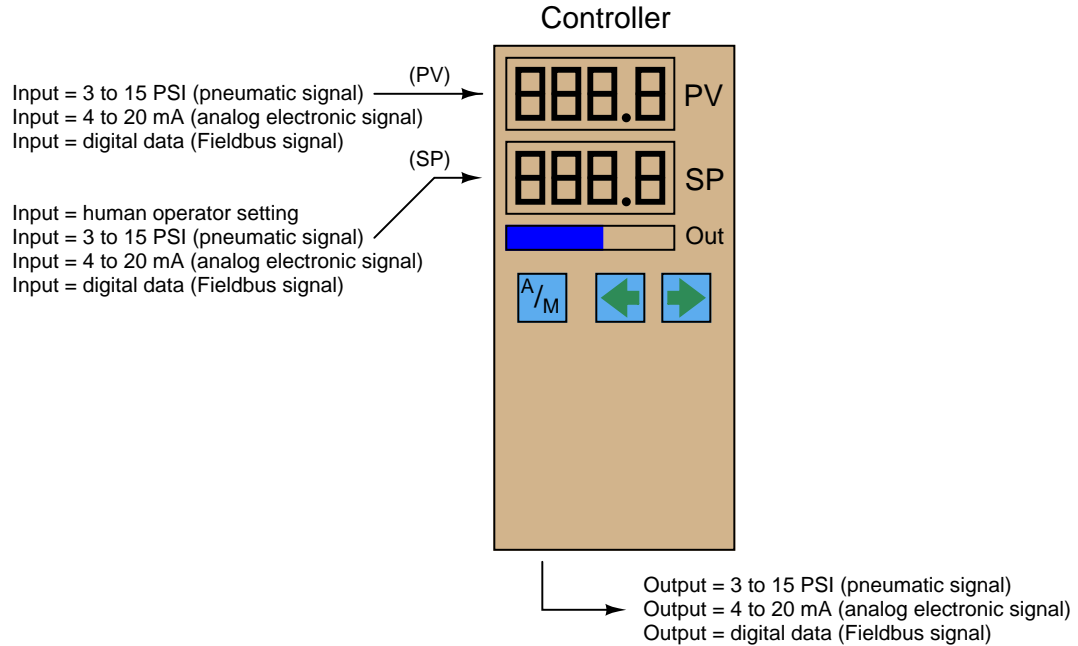 Controller
(PV)
Input = 3 to 15 PSI (pneumatic signal)
Input = 4 to 20 mA (analog electronic signal)
Input = digital data (Fieldbus signal)
(SP)
Input = human operator setting
Input = 3 to 15 PSI (pneumatic signal)
Input = 4 to 20 mA (analog electronic signal)
Input = digital data (Fieldbus signal)
888.8 PV
888.8 SP
Out
A/M
Output = 3 to 15 PSI (pneumatic signal)
Output = 4 to 20 mA (analog electronic signal)
Output = digital data (Fieldbus signal)